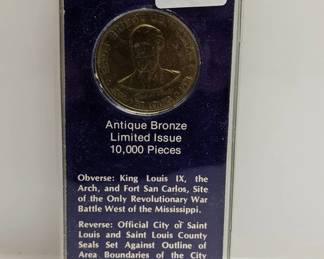 Antique Bronze
Limited Issue
10,000 Pieces
Obverse: King Louis IX, the
Arch, and Fort San Carlos, Site
of the Only Revolutionary War
Battle West of the Mississippi.
Reverse: Official City of Saint
Louis and Saint Louis County
Seals Set Against Outline of
Area Boundaries of the City